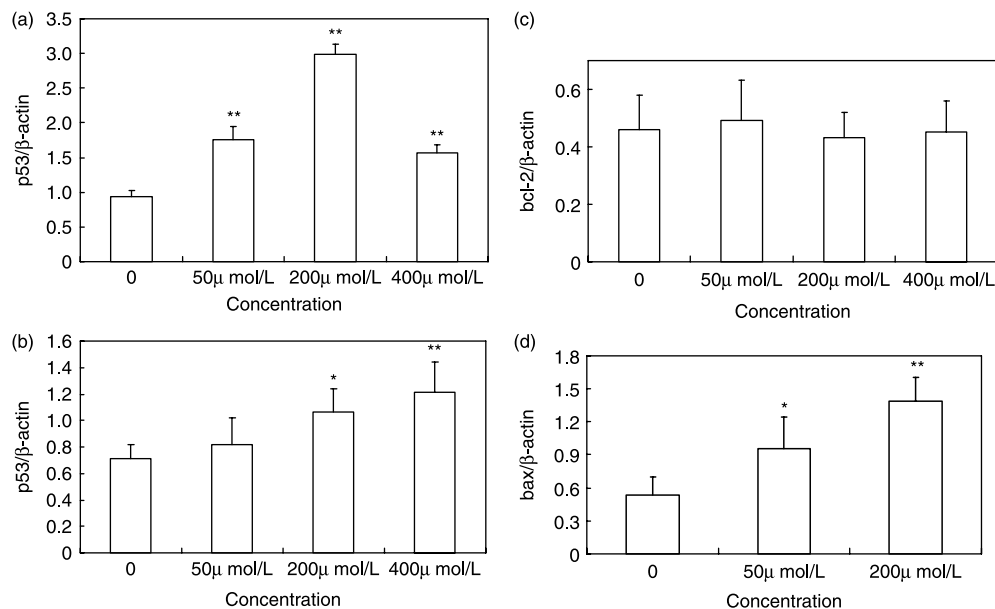 (a)
3.5
3.0
2.5
2.0
1.5
1.0
0.5
0
p53/β-actin
**
**
**
0 50μ mol/L 200μ mol/L 400μ mol/L
Concentration
(b)
1.6
1.4
1.2
1.0
0.8
0.6
0.4
0.2
0
p53/β-actin
*
**
0 50μ mol/L 200μ mol/L 400μ mol/L
Concentration
(c)
0.6
0.4
0.2
0
bcl-2/β-actin
0 50μ mol/L 200μ mol/L 400μ mol/L
Concentration
(d)
1.8
1.5
1.2
0.9
0.6
0.3
0
bax/β-actin
*
**
0 50μ mol/L 200μ mol/L
Concentration